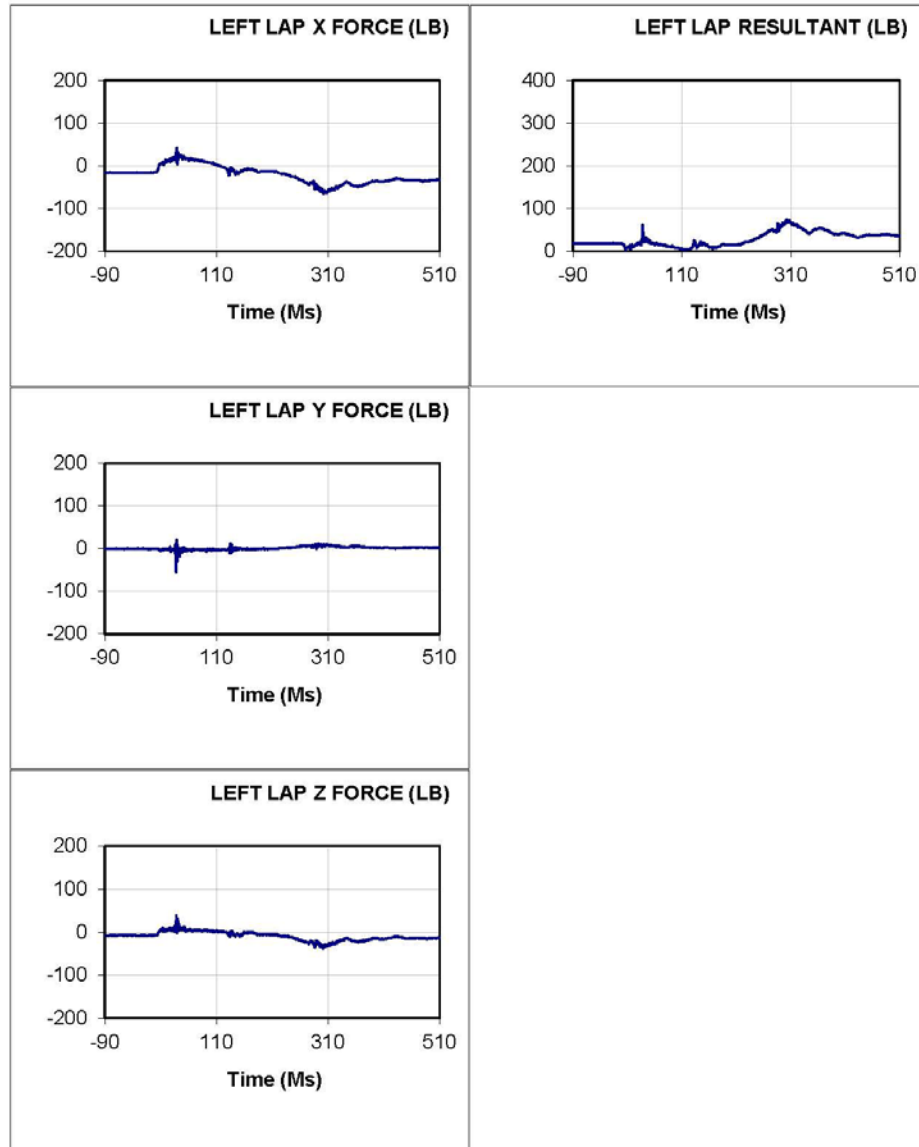 LEFT LAP X FORCE (LB)
200
100
0
-100
-200
-90 110 310 510
Time (Ms)
LEFT LAP RESULTANT (LB)
400
300
200
100
0
-90 110 310 510
Time (Ms)
LEFT LAP Y FORCE (LB)
200
100
0
-100
-200
-90 110 310 510
Time (Ms)
LEFT LAP Z FORCE (LB)
200
100
0
-100
-200
-90 110 310 510
Time (Ms)